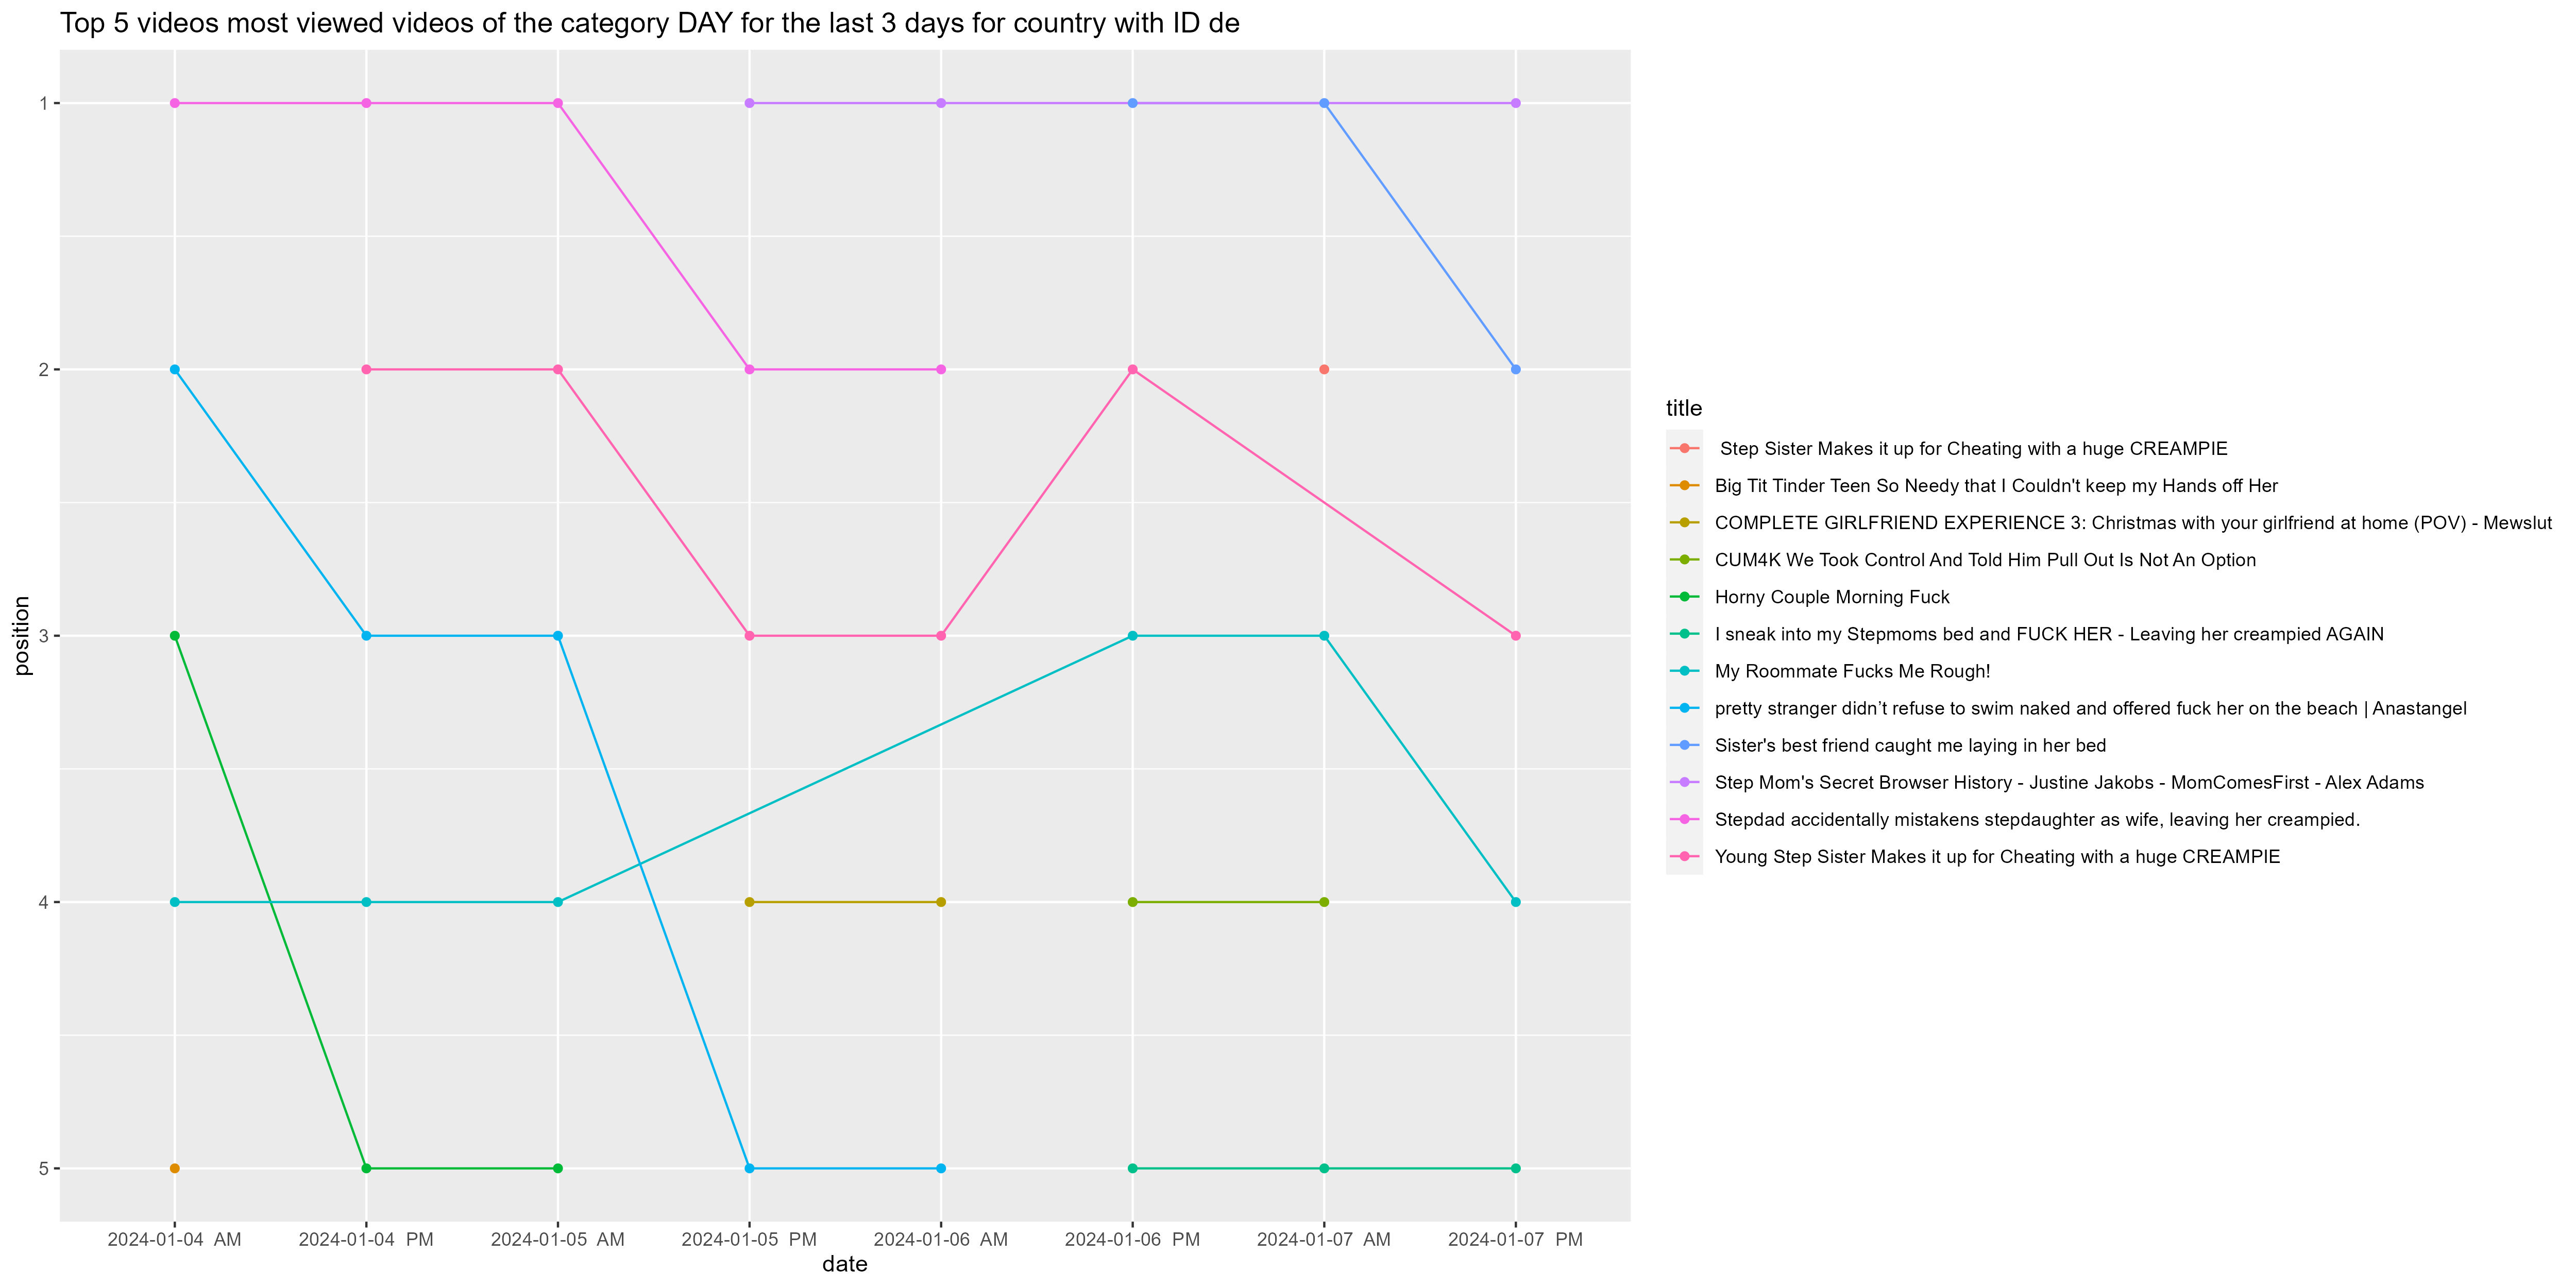 Top 5 videos most viewed videos of the category DAY for the last 3 days for country with ID de
1
2
3
4
5
position
2024-01-04 AM
2024-01-04 PM
2024-01-05 AM
2024-01-05 PM
2024-01-06 AM
2024-01-06 PM
2024-01-07 AM
2024-01-07 PM
date
title
Step Sister Makes it up for Cheating with a huge CREAMPIE
Big Tit Tinder Teen So Needy that I Couldn't keep my Hands off Her
COMPLETE GIRLFRIEND EXPERIENCE 3: Christmas with your girlfriend at home (POV) - Mewslut
CUM4K We Took Control And Told Him Pull Out Is Not An Option
Horny Couple Morning Fuck
I sneak into my Stepmoms bed and FUCK HER - Leaving her creampied AGAIN
My Roommate Fucks Me Rough!
pretty stranger didn’t refuse to swim naked and offered fuck her on the beach | Anastangel
Sister's best friend caught me laying in her bed
Step Mom's Secret Browser History - Justine Jakobs - MomComesFirst - Alex Adams
Stepdad accidentally mistakens stepdaughter as wife, leaving her creampied.
Young Step Sister Makes it up for Cheating with a huge CREAMPIE